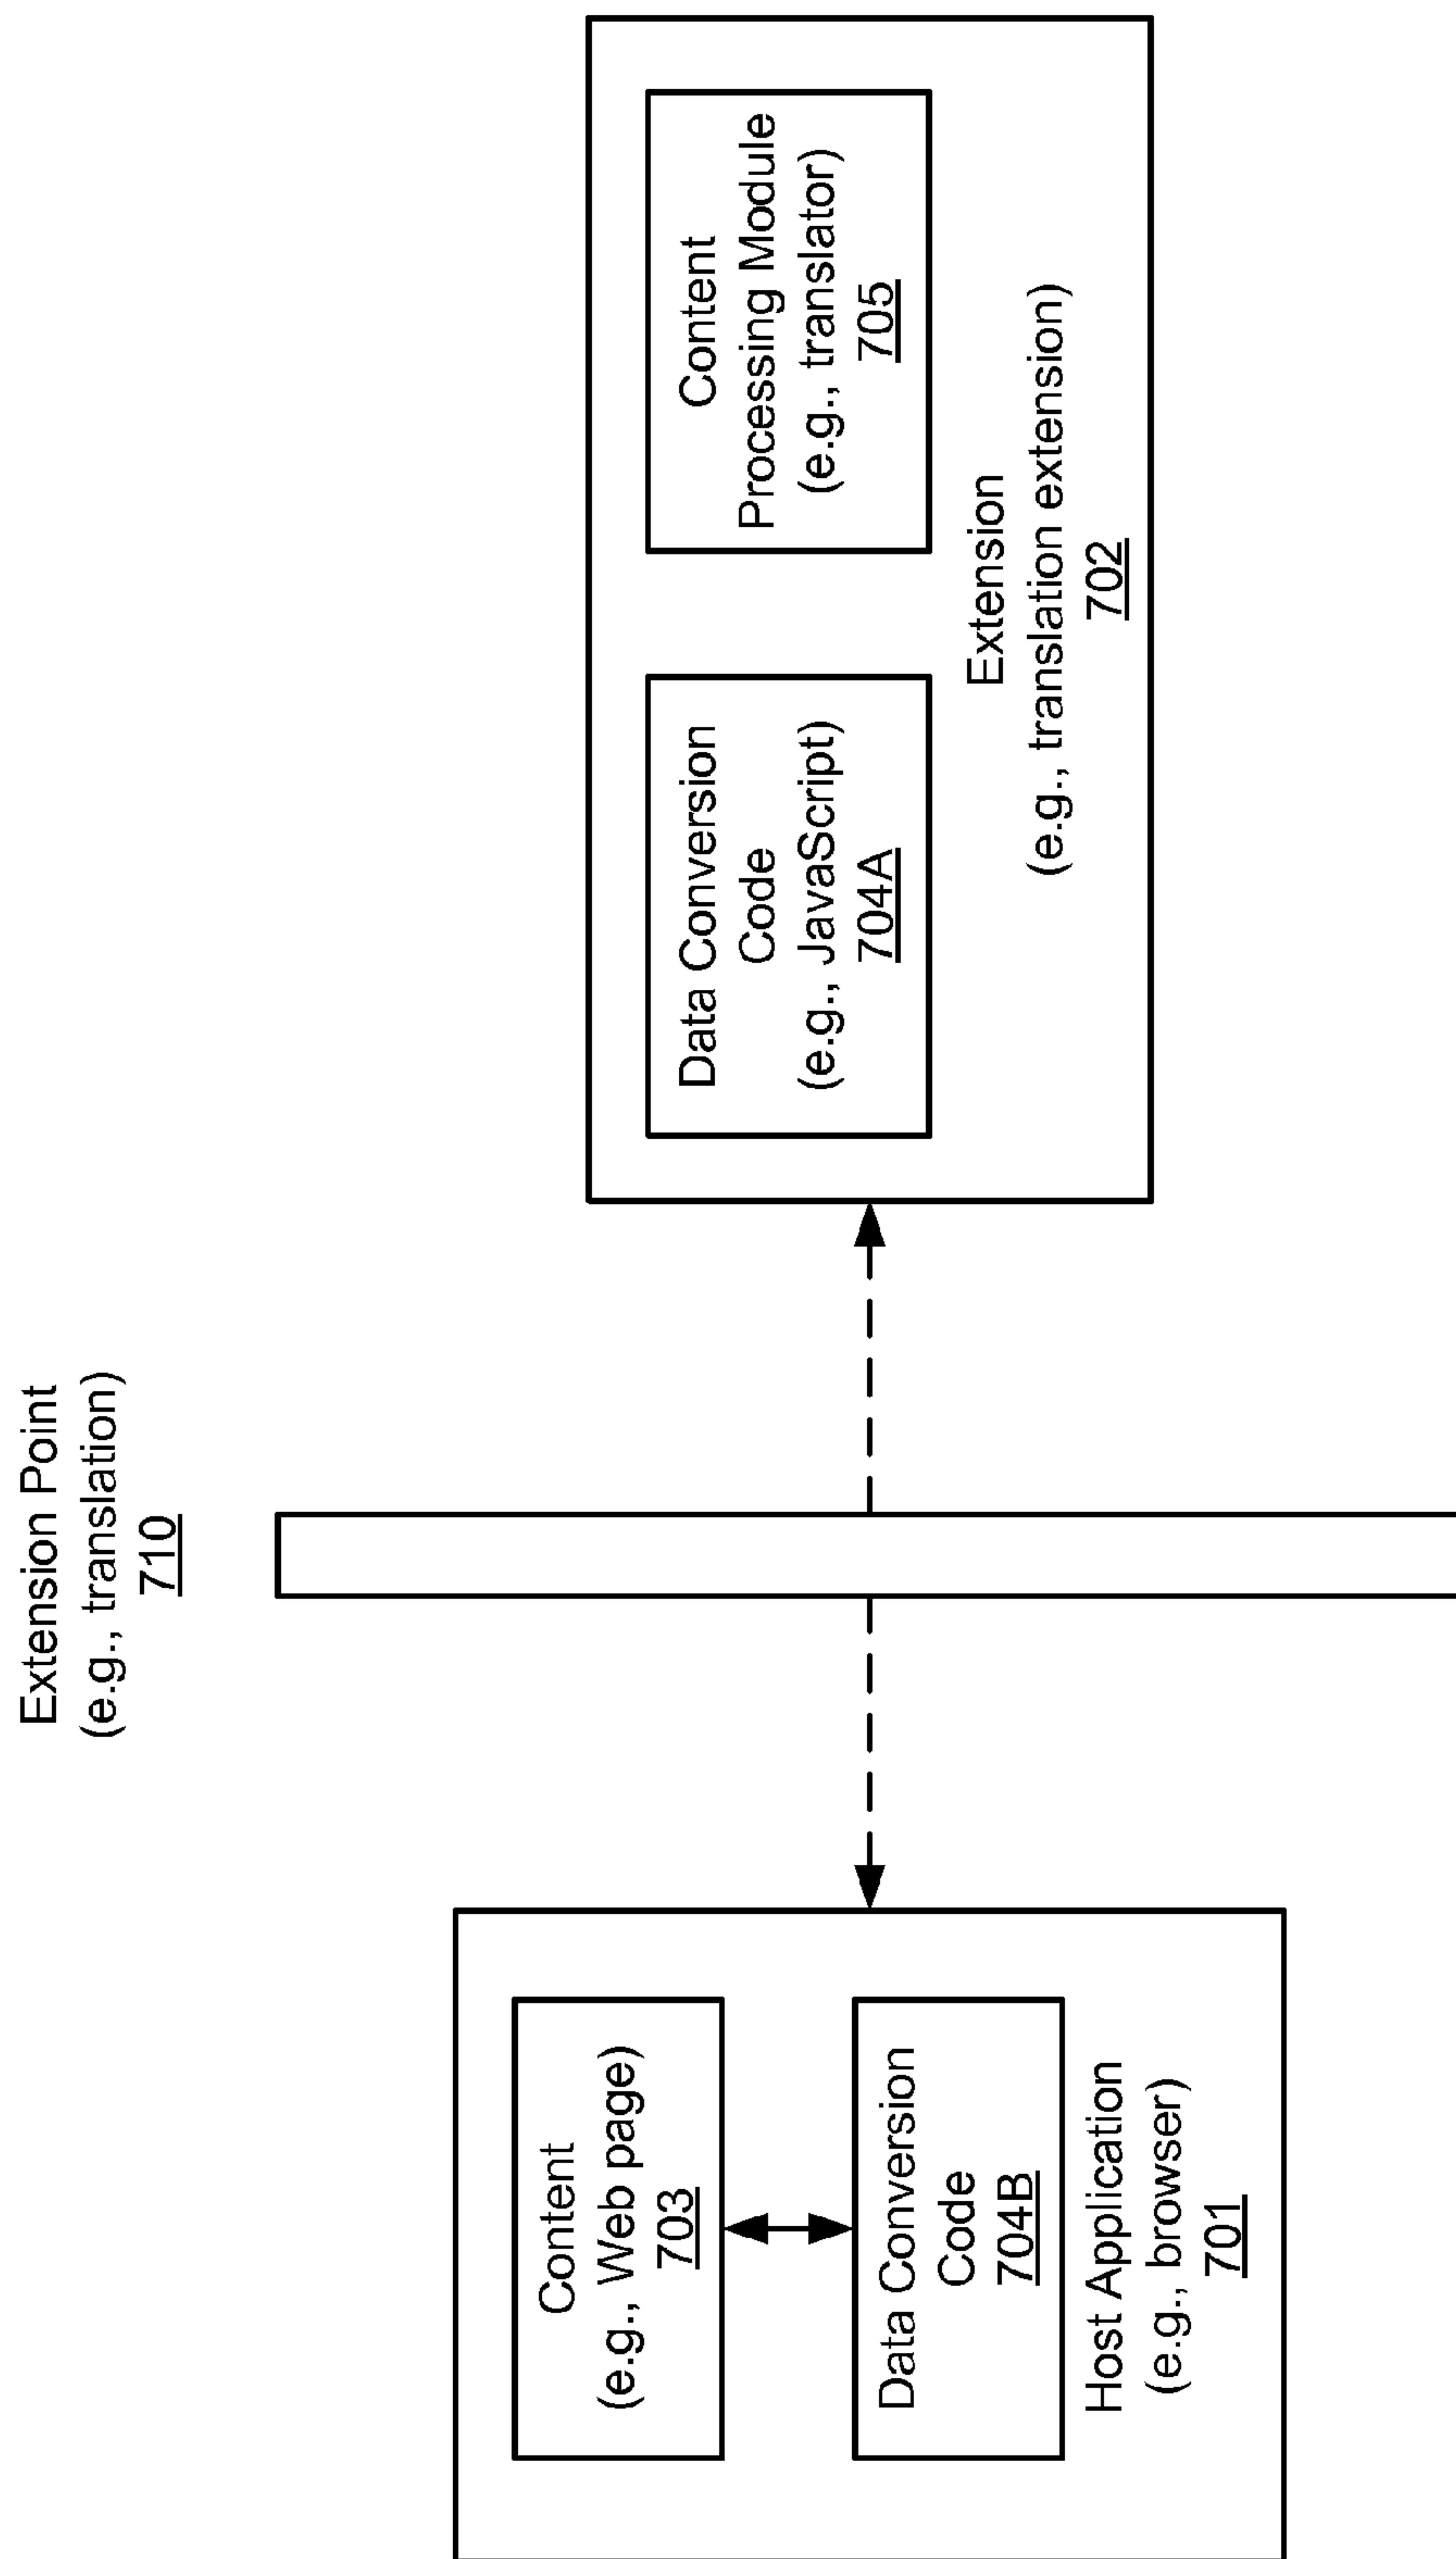 Extension Point
(e.g., translation)
710
Content
(e.g., Web page)
703
Data Conversion
Code
704B
Host Application
(e.g., browser)
701
Data Conversion
Code
(e.g., JavaScript)
704A
Content
Processing Module
(e.g., translator)
705
Extension
(e.g., translation extension)
702